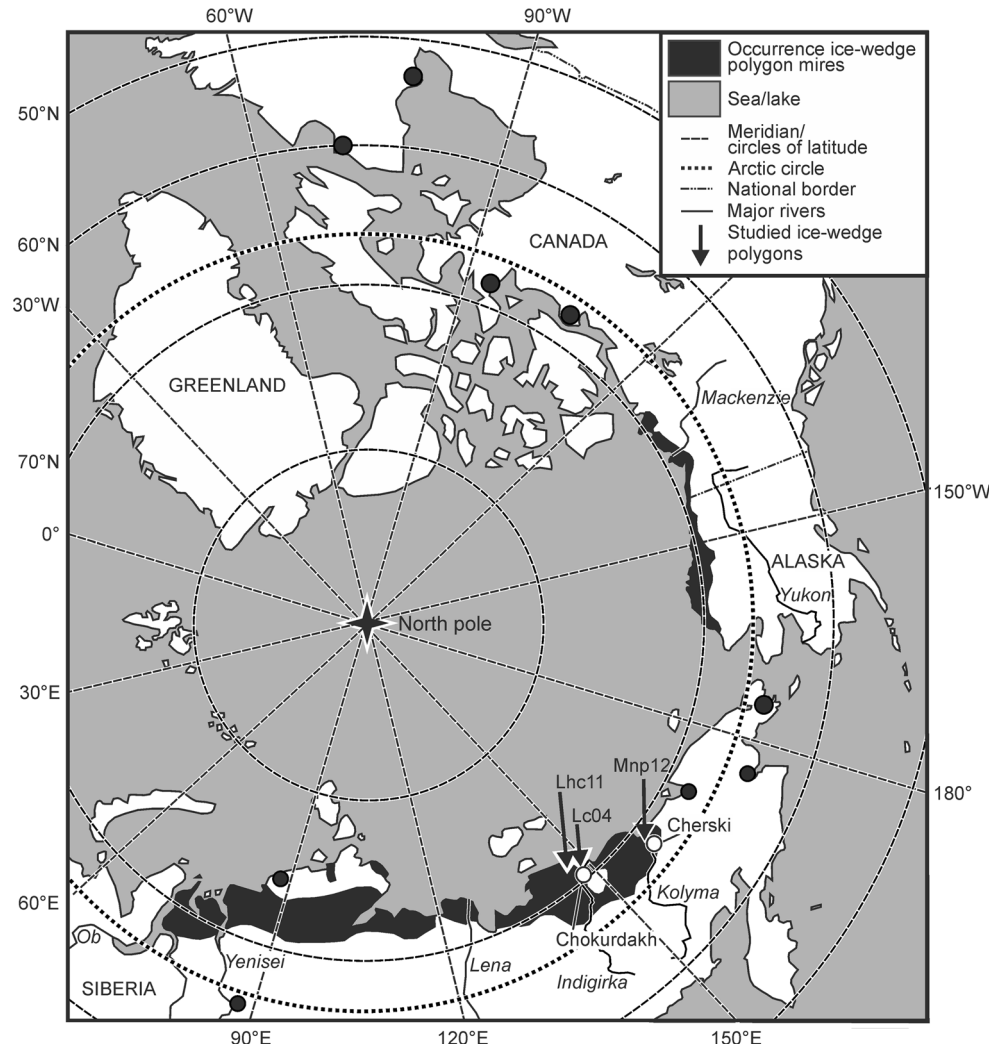 60°W
90°W
Occurrence ice-wedge
polygon mires
Sea/lake
Meridian/
circles of latitude
Arctic circle
National border
Major rivers
Studied ice-wedge
polygons
50°N
60°N
30°W
70°N
0°
30°E
60°E
150°W
180°
CANADA
GREENLAND
Mackenzie
ALASKA
Yukon
North pole
Mnp12
Lhc11
Lc04
Cherski
Kolyma
Chokurdakh
Indigirka
Lena
Yenisei
Ob
SIBERIA
90°E
120°E
150°E